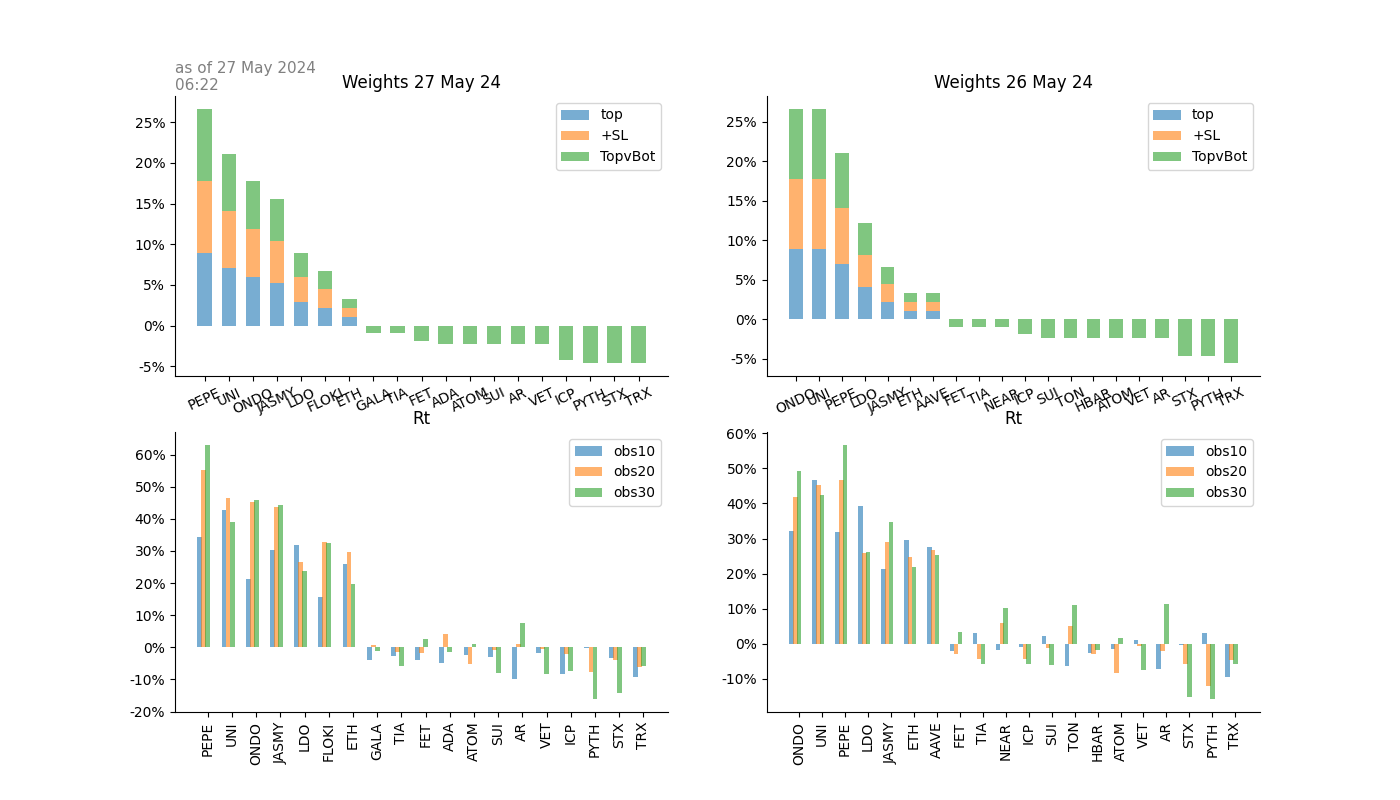 as of 27 May 2024
06:22
Weights 27 May 24
top
+SL
TopvBot
25%
20%
15%
10%
5%
0%
-5%
PEPE UNI ONDO JASMY LDO FLOKI ETH GALA TIA FET ADA ATOM SUI AR VET ICP PYTH STX TRX
Weights 26 May 24
top
+SL
TopvBot
25%
20%
15%
10%
5%
0%
-5%
ONDO UNI PEPE LDO JASMY ETH AAVE FET TIA NEAR ICP SUI TON HBAR ATOM VET AR STX PYTH TRX
Rt
obs10
obs20
obs30
60%
50%
40%
30%
20%
10%
0%
-10%
-20%
PEPE UNI ONDO JASMY LDO FLOKI ETH GALA TIA FET ADA ATOM SUI AR VET ICP PYTH STX TRX
Rt
obs10
obs20
obs30
60%
50%
40%
30%
20%
10%
0%
-10%
ONDO UNI PEPE LDO JASMY ETH AAVE FET TIA NEAR ICP SUI TON HBAR ATOM VET AR STX PYTH TRX